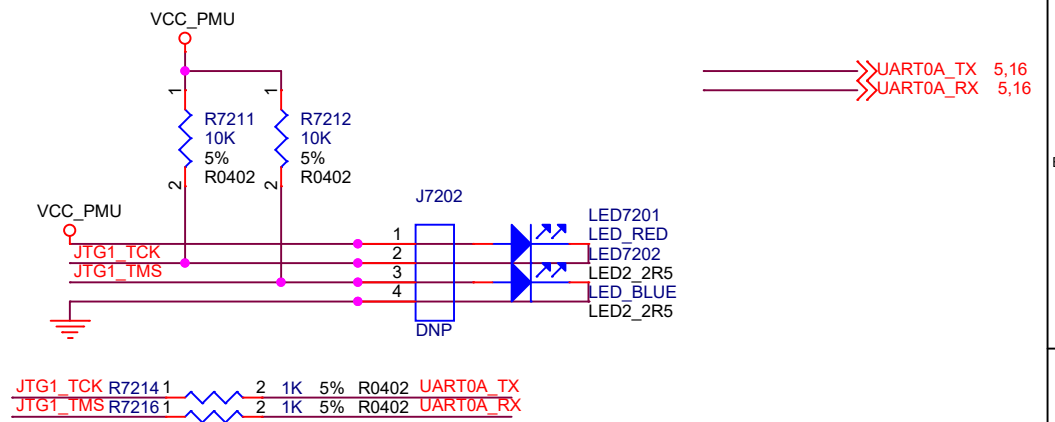 VCC_PMU
UART0A_TX 5,16
UART0A_RX 5,16
1 1
R7211 R7212
10K 10K
5% 5%
R0402 R0402
2 2
J7202
VCC_PMU
LED7201
1 LED_RED
JTG1_TCK 2 LED7202
JTG1_TMS 3 LED2_2R5
4 LED_BLUE
LED2_2R5
DNP
JTG1_TCK R7214 1 2 1K 5% R0402 UART0A_TX
JTG1_TMS R7216 1 2 1K 5% R0402 UART0A_RX